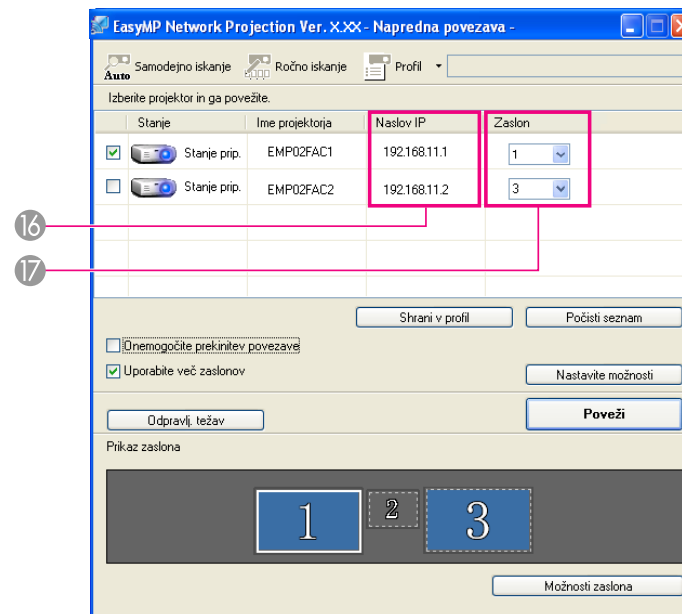 EasyMP Network Projection Ver. X.XX - Napredna povezava -
Auto Samodejno iskanje Ročno iskanje Profil
Izberite projektor in ga povežite.
Stanje Ime projektorja Naslov IP Zaslon
Stanje prip. EMP02FAC1 192.168.11.1 1
Stanje prip. EMP02FAC2 192.168.11.2 3
16
17
Shrani v profil Počisti seznam
Onemogočite prekinitev povezave
Uporabite več zaslonov
Nastavite možnosti
Odpravlj. težav Poveži
Prikaz zaslona
1 2 3
Možnosti zaslona